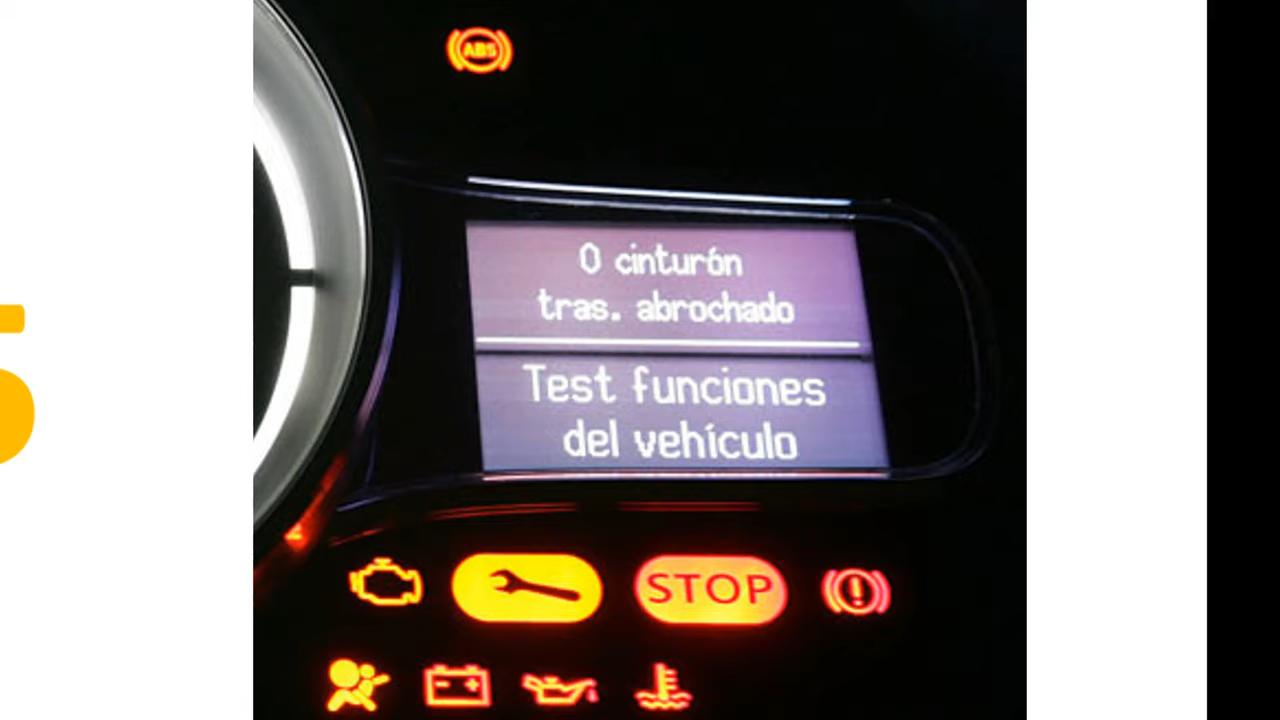 ABS
0 cinturón
tras. abrochado
Test funciones
del vehículo
STOP